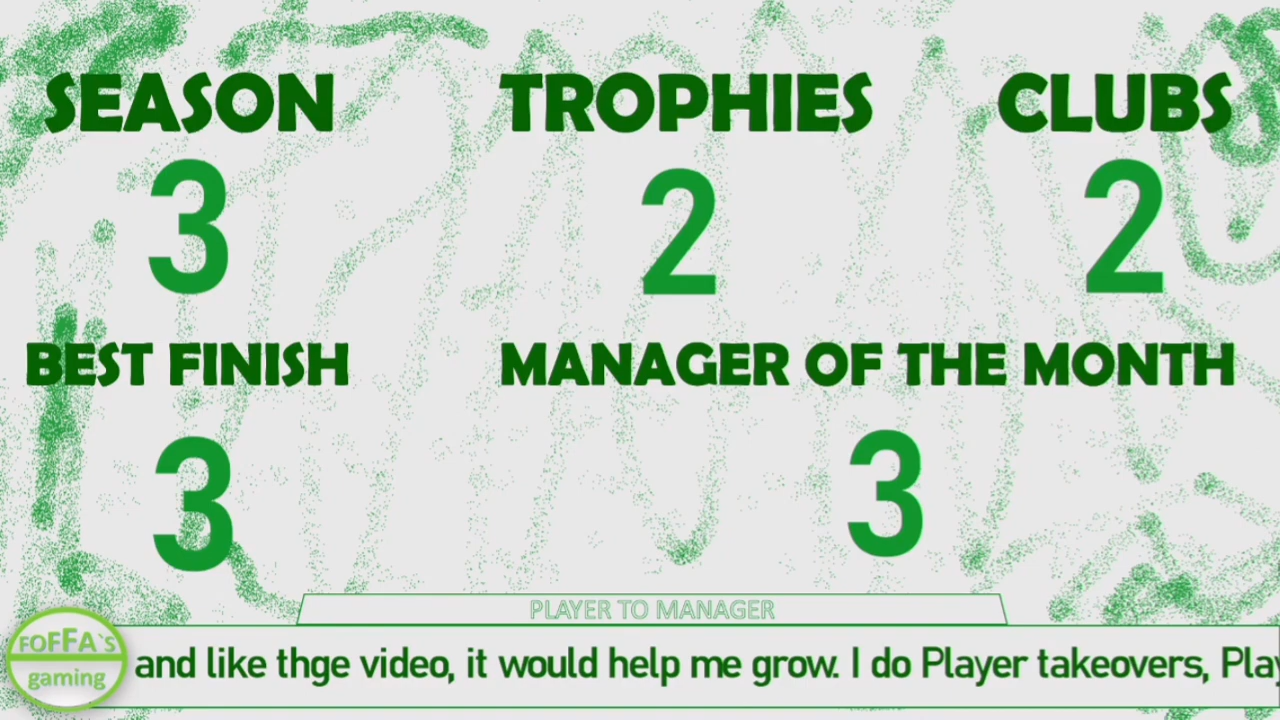 SEASON TROPHIES CLUBS
3 2 2
BEST FINISH MANAGER OF THE MONTH
3 3
PLAYER TO MANAGER
FOFFA`S
gaming
and like thge video, it would help me grow. I do Player takeovers, Play